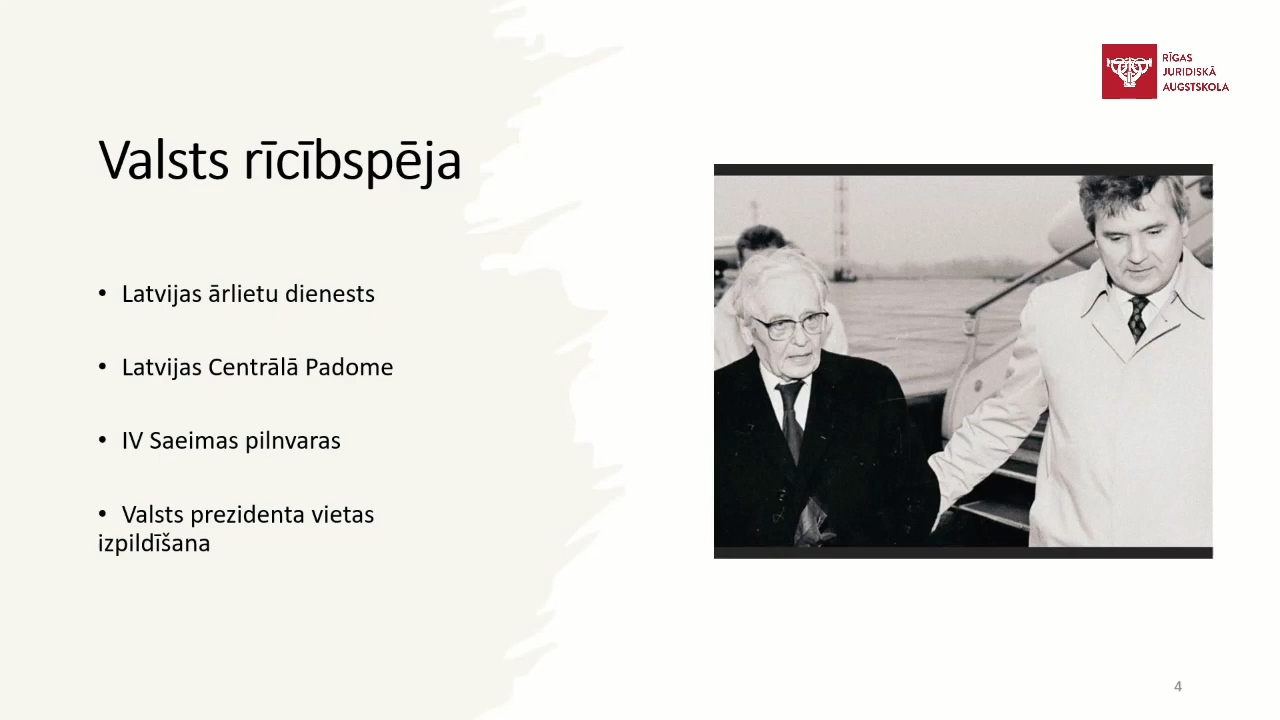 RĪGAS
JURIDISKĀ
AUGSTSKOLA
Valsts rīcībspēja
• Latvijas ārlietu dienests
• Latvijas Centrālā Padome
• IV Saeimas pilnvaras
• Valsts prezidenta vietas
izpildīšana
4